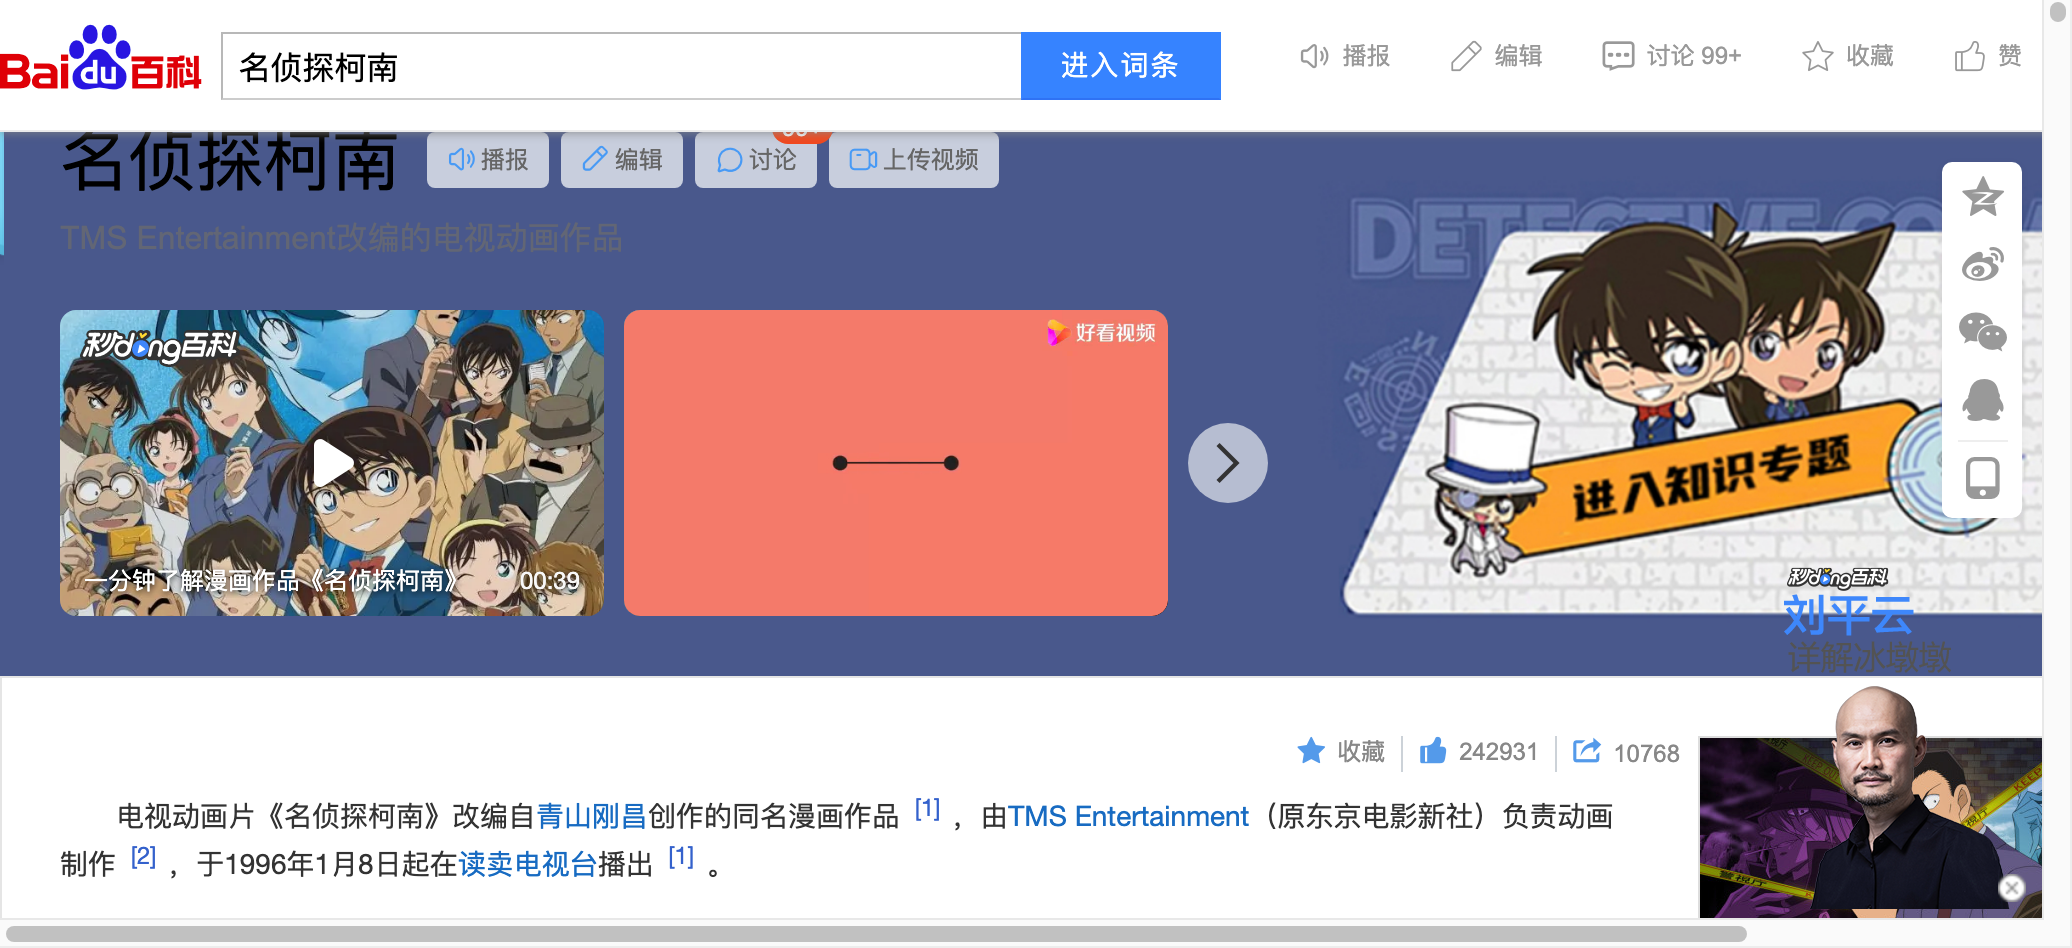 Bai du 百科
名侦探柯南
进入词条
播报
编辑
讨论 99+
收藏
赞
名侦探柯南
播报
编辑
讨论
上传视频
TMS Entertainment改编的电视动画作品
秒dong百科
一分钟了解漫画作品《名侦探柯南》
00:39
好看视频
DETECTIVE CO
进入知识专题
秒dong百科
刘平云
详解冰墩墩
收藏
242931
10768
电视动画片《名侦探柯南》改编自青山刚昌创作的同名漫画作品 [1] ，由TMS Entertainment（原东京电影新社）负责动画
制作 [2] ，于1996年1月8日起在读卖电视台播出 [1] 。